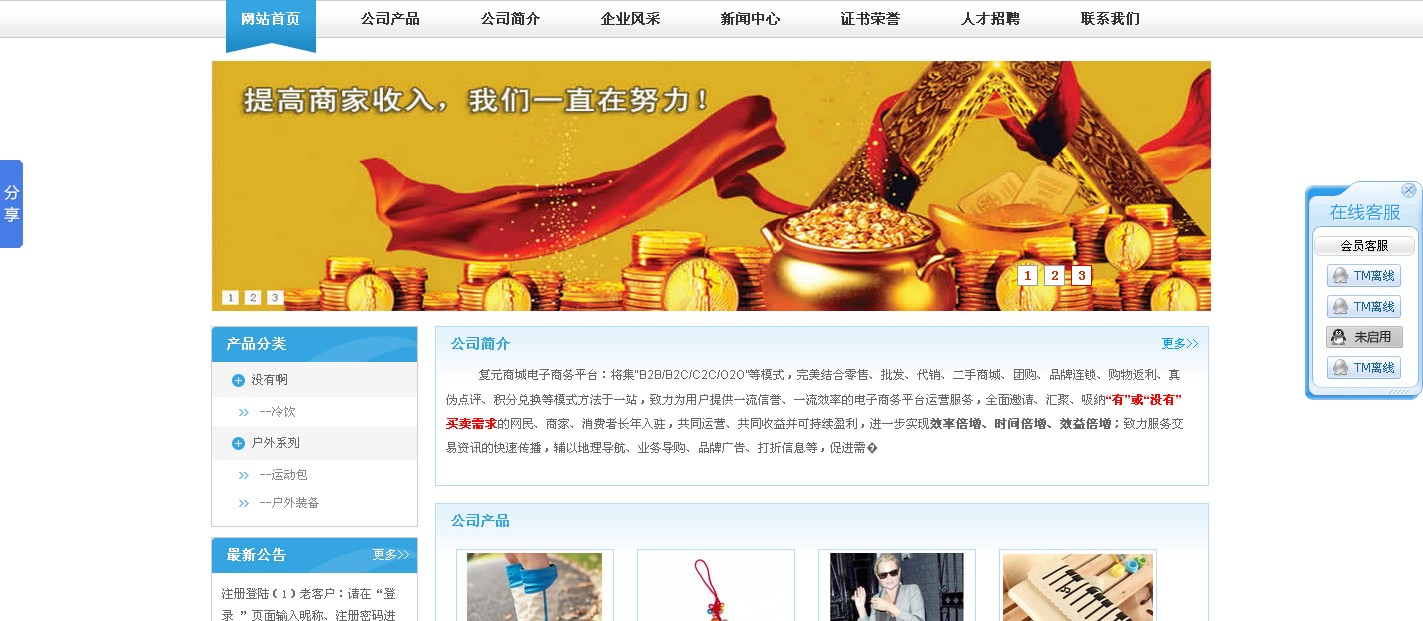 网站首页 公司产品 公司简介 企业风采 新闻中心 证书荣誉 人才招聘 联系我们
提高商家收入，我们一直在努力！
1 2 3
1 2 3
分
享
在线客服
会员客服
TM离线
TM离线
未启用
TM离线
产品分类
没有啊
--冷饮
户外系列
--运动包
--户外装备
最新公告 更多>>
注册登陆（1）老客户：请在“登
录 ”页面输入昵称、注册密码进
公司简介 更多>>
复元商城电子商务平台：将集"B2B/B2C/C2C/O2O"等模式，完美结合零售、批发、代销、二手商城、团购、品牌连锁、购物返利、真
伪点评、积分兑换等模式方法于一站，致力为用户提供一流信誉、一流效率的电子商务平台运营服务，全面邀请、汇聚、吸纳“有”或“没有”
买卖需求的网民、商家、消费者长年入驻，共同运营、共同收益并可持续盈利，进一步实现效率倍增、时间倍增、效益倍增；致力服务交
易资讯的快速传播，辅以地理导航、业务导购、品牌广告、打折信息等，促进需�
公司产品